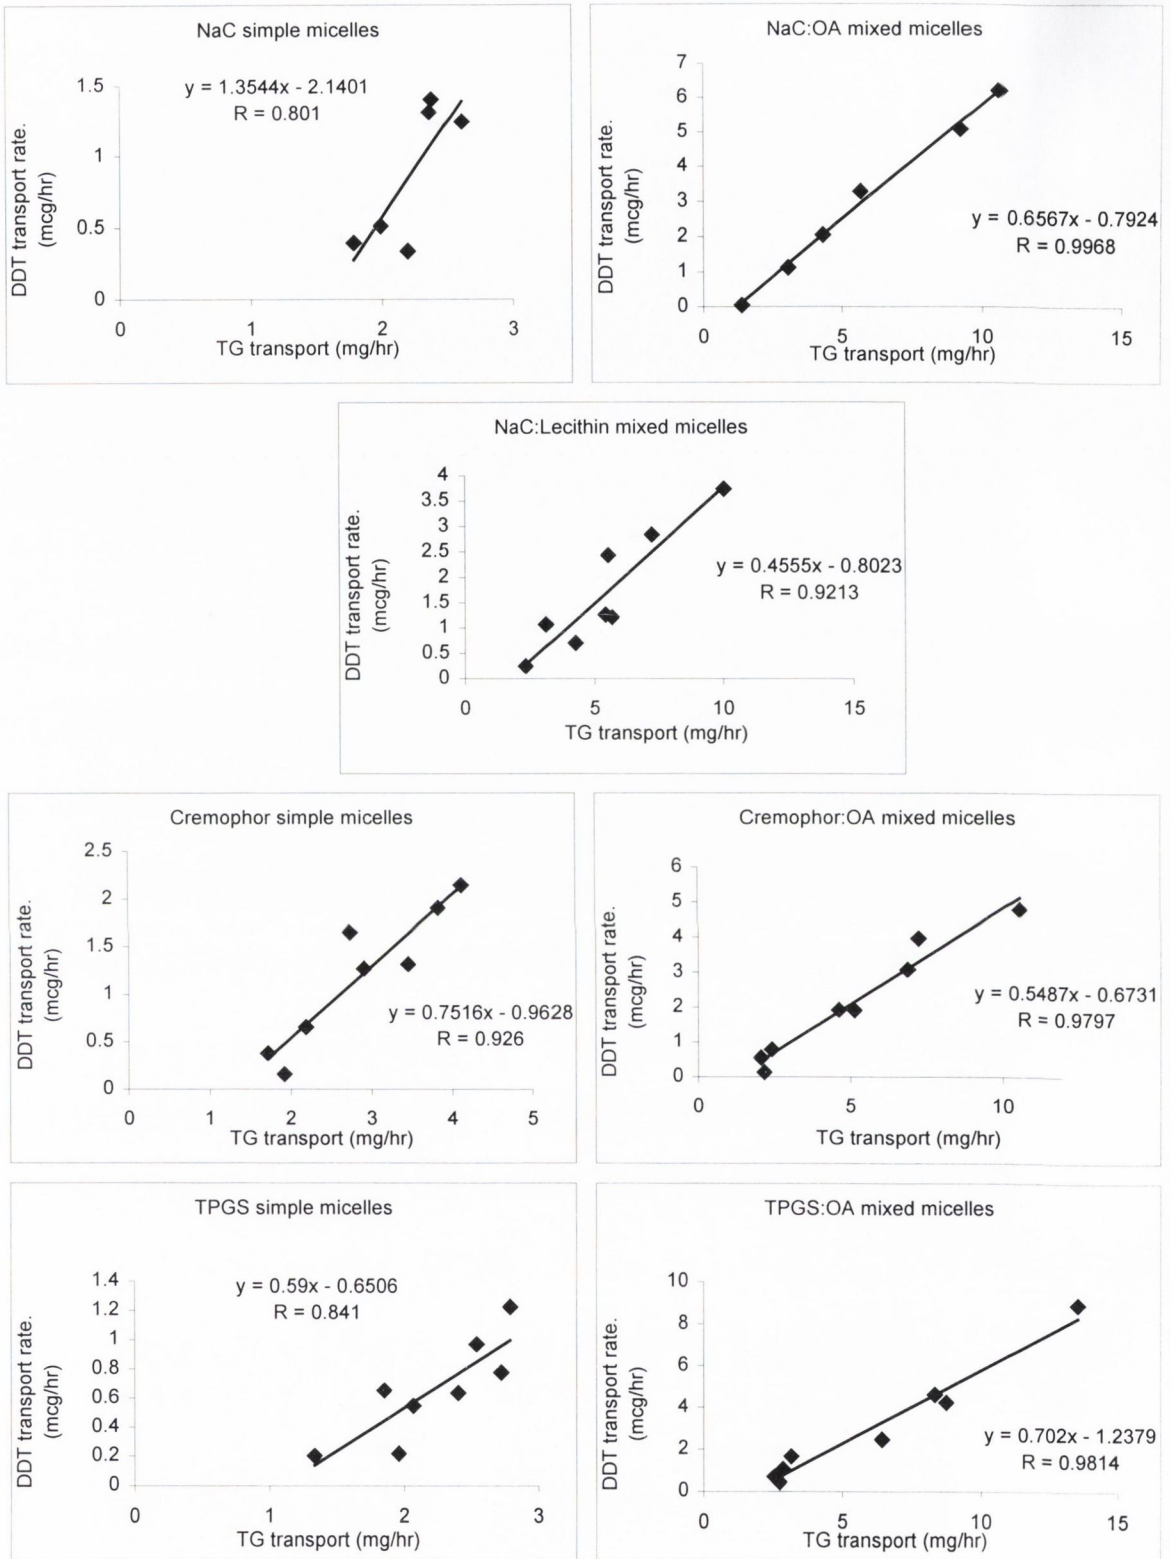 NaC simple micelles
y = 1.3544x - 2.1401
R = 0.801
DDT transport rate.
(mcg/hr)
1.5
1
0.5
0
0 1 2 3
TG transport (mg/hr)
NaC:OA mixed micelles
DDT transport rate.
(mcg/hr)
7
6
5
4
3
2
1
0
y = 0.6567x - 0.7924
R = 0.9968
0 5 10 15
TG transport (mg/hr)
NaC:Lecithin mixed micelles
DDT transport rate.
(mcg/hr)
4
3.5
3
2.5
2
1.5
1
0.5
0
y = 0.4555x - 0.8023
R = 0.9213
0 5 10 15
TG transport (mg/hr)
Cremophor simple micelles
DDT transport rate.
(mcg/hr)
2.5
2
1.5
1
0.5
0
y = 0.7516x - 0.9628
R = 0.926
0 1 2 3 4 5
TG transport (mg/hr)
Cremophor:OA mixed micelles
DDT transport rate.
(mcg/hr)
6
5
4
3
2
1
0
y = 0.5487x - 0.6731
R = 0.9797
0 5 10
TG transport (mg/hr)
TPGS simple micelles
y = 0.59x - 0.6506
R = 0.841
DDT transport rate.
(mcg/hr)
1.4
1.2
1
0.8
0.6
0.4
0.2
0
0 1 2 3
TG transport (mg/hr)
TPGS:OA mixed micelles
DDT transport rate.
(mcg/hr)
10
8
6
4
2
0
y = 0.702x - 1.2379
R = 0.9814
0 5 10 15
TG transport (mg/hr)